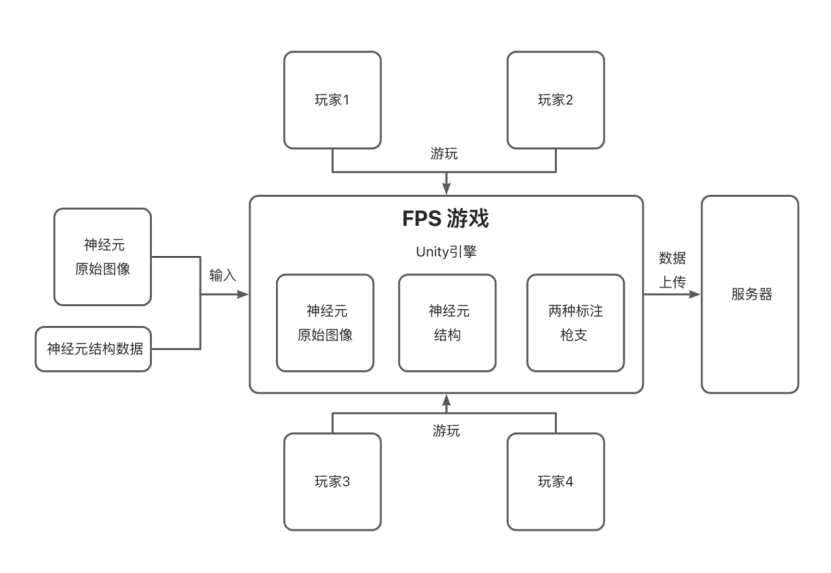 玩家1
玩家2
游玩
FPS 游戏
Unity引擎
神经元
原始图像
神经元结构数据
输入
神经元
原始图像
神经元
结构
两种标注
枪支
数据
上传
服务器
游玩
玩家3
玩家4